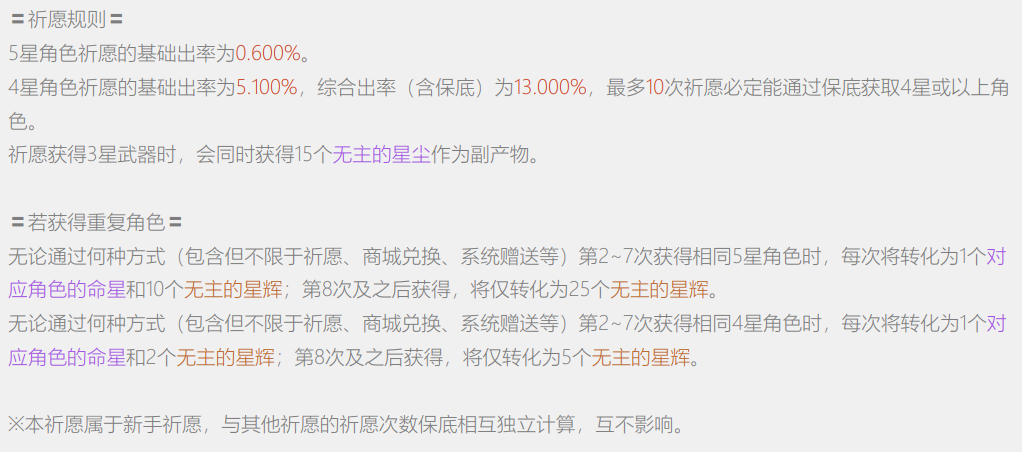 〓祈愿规则〓
5星角色祈愿的基础出率为0.600%。
4星角色祈愿的基础出率为5.100%，综合出率（含保底）为13.000%，最多10次祈愿必定能通过保底获取4星或以上角
色。
祈愿获得3星武器时，会同时获得15个无主的星尘作为副产物。
〓若获得重复角色〓
无论通过何种方式（包含但不限于祈愿、商城兑换、系统赠送等）第2~7次获得相同5星角色时，每次将转化为1个对
应角色的命星和10个无主的星辉；第8次及之后获得，将仅转化为25个无主的星辉。
无论通过何种方式（包含但不限于祈愿、商城兑换、系统赠送等）第2~7次获得相同4星角色时，每次将转化为1个对
应角色的命星和2个无主的星辉；第8次及之后获得，将仅转化为5个无主的星辉。
※本祈愿属于新手祈愿，与其他祈愿的祈愿次数保底相互独立计算，互不影响。